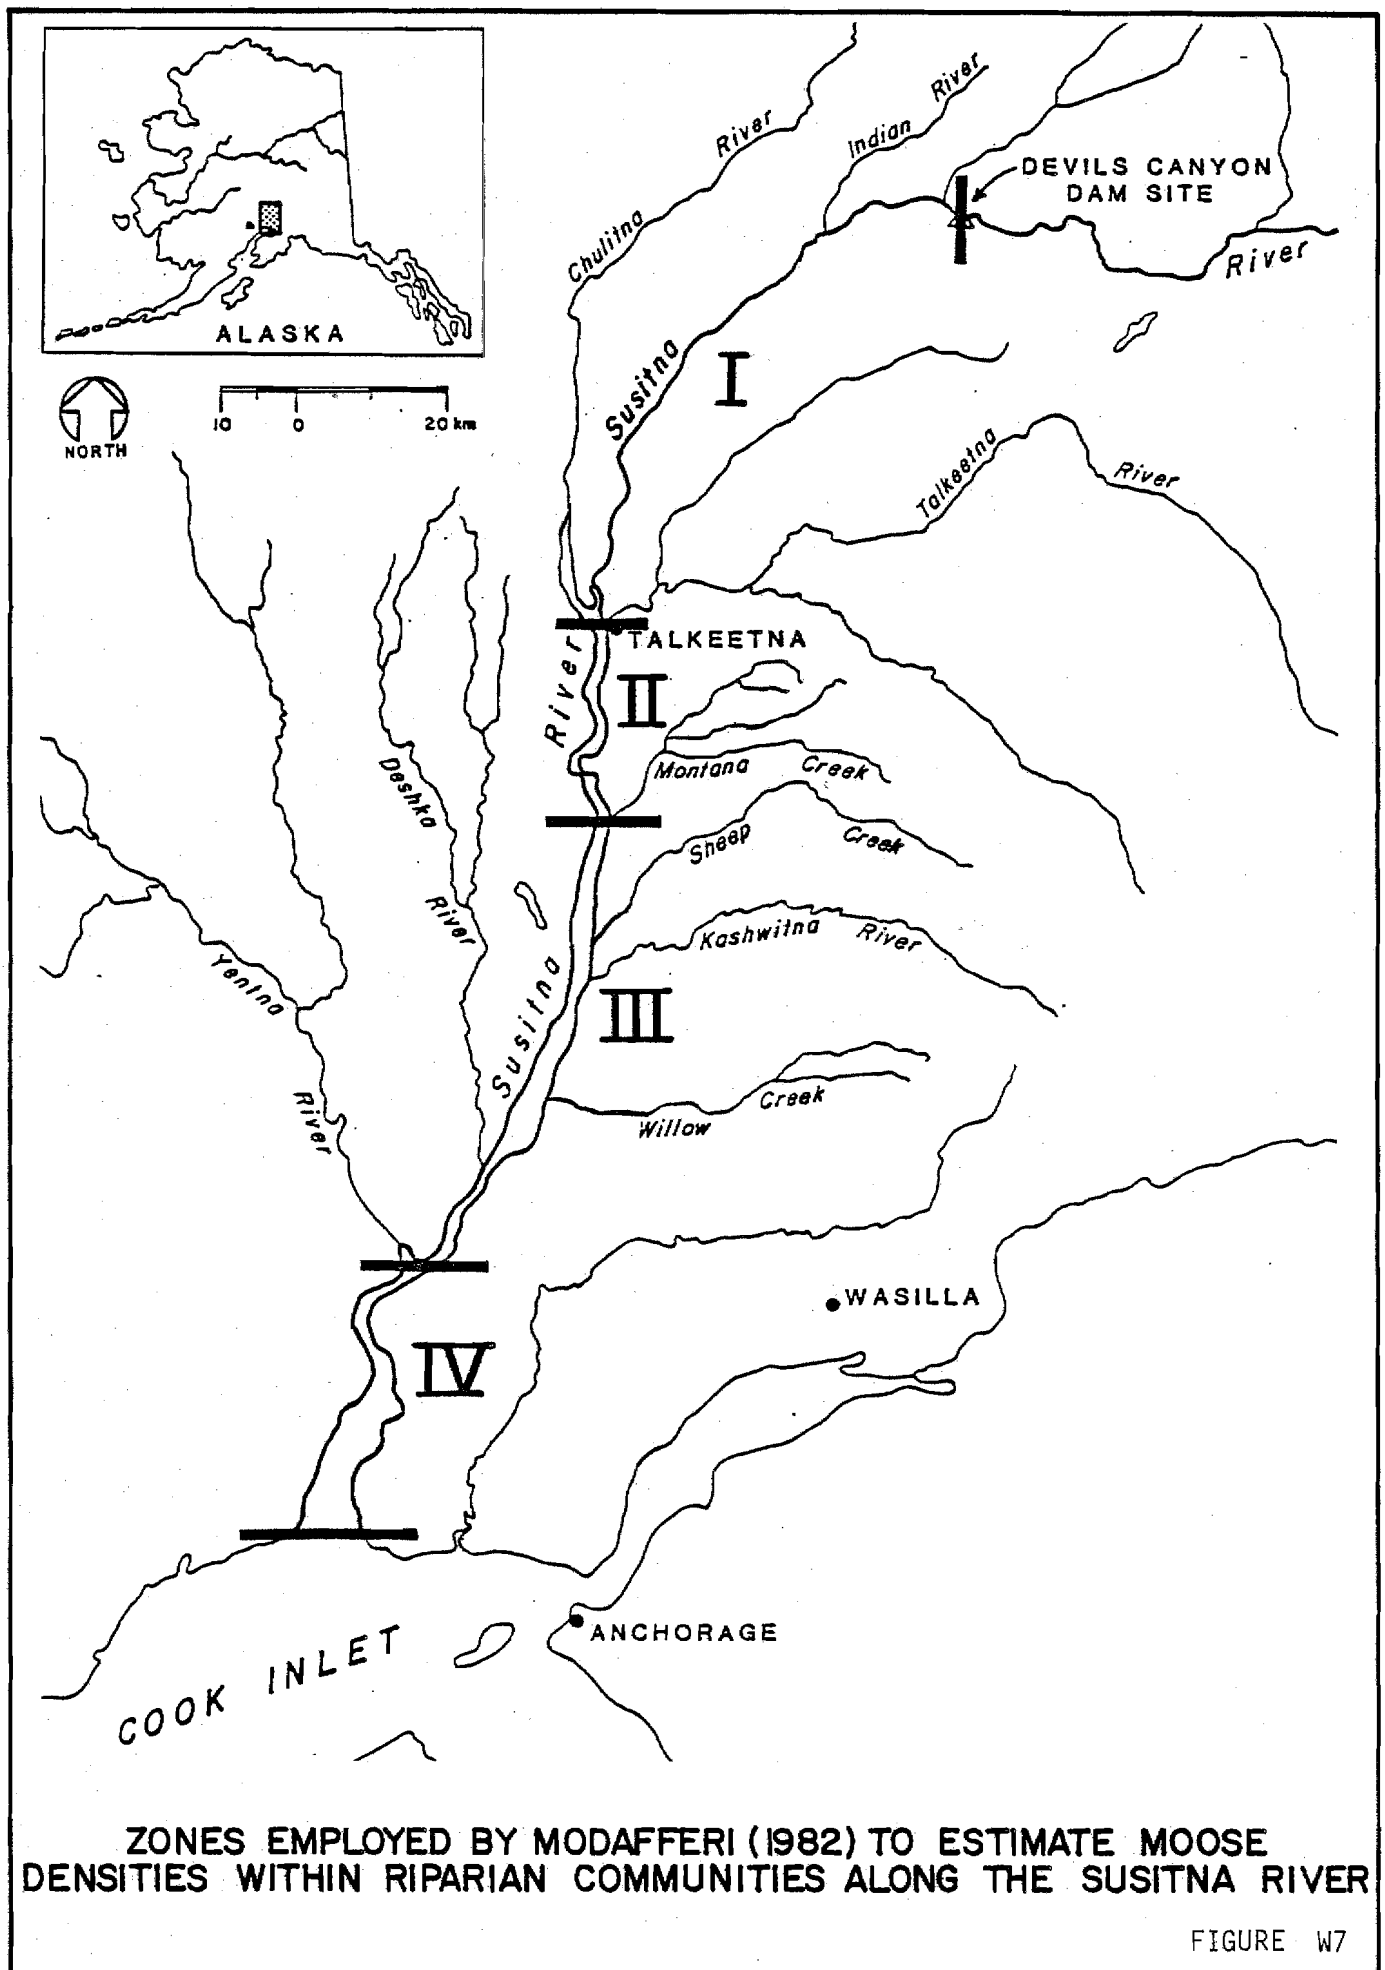 ALASKA
NORTH
10 0 20 km
Chulitna River
Indian River
DEVILS CANYON
DAM SITE
River
Susitna
I
Talkeetna River
TALKEETNA
River
II
Montana Creek
Deshka
River
Sheep Creek
Kashwitna River
Yentna
River
Susitna
III
Willow Creek
WASILLA
IV
ANCHORAGE
COOK INLET
ZONES EMPLOYED BY MODAFFERI (1982) TO ESTIMATE MOOSE
DENSITIES WITHIN RIPARIAN COMMUNITIES ALONG THE SUSITNA RIVER
FIGURE W7